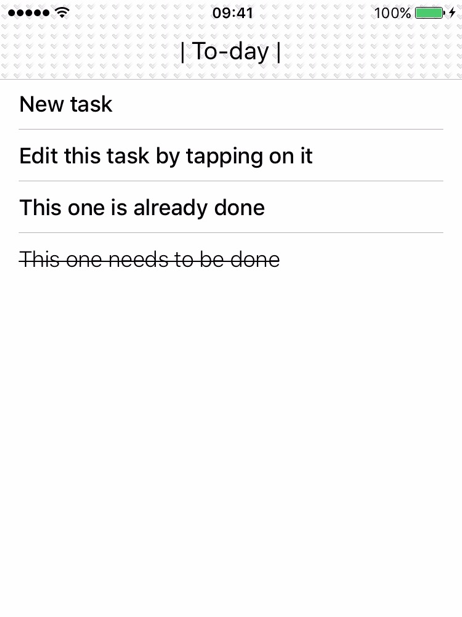 09:41 100%
| To-day |
New task
Edit this task by tapping on it
This one is already done
This one needs to be done